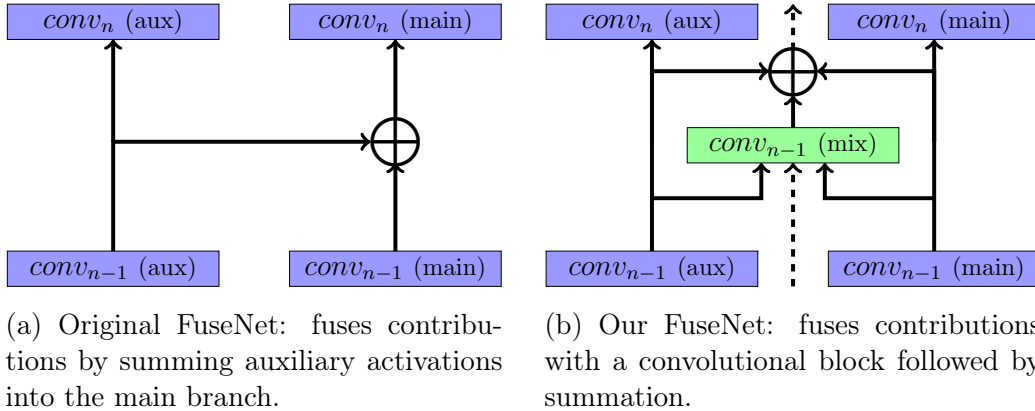 conv_n (aux)
conv_n (main)
conv_n (aux)
conv_n (main)
conv_{n-1} (mix)
conv_{n-1} (aux)
conv_{n-1} (main)
conv_{n-1} (aux)
conv_{n-1} (main)
(a) Original FuseNet: fuses contribu-
tions by summing auxiliary activations
into the main branch.
(b) Our FuseNet: fuses contributions
with a convolutional block followed by
summation.